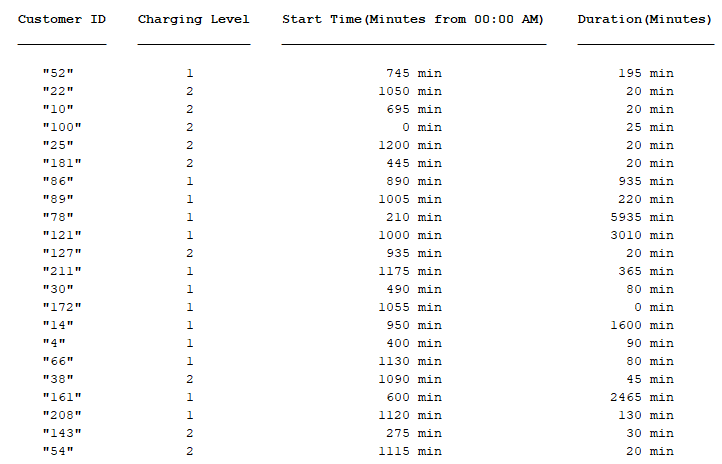 Customer ID Charging Level Start Time(Minutes from 00:00 AM) Duration(Minutes)
"52" 1 745 min 195 min
"22" 2 1050 min 20 min
"10" 2 695 min 20 min
"100" 2 0 min 25 min
"25" 2 1200 min 20 min
"181" 2 445 min 20 min
"86" 1 890 min 935 min
"89" 1 1005 min 220 min
"78" 1 210 min 5935 min
"121" 1 1000 min 3010 min
"127" 2 935 min 20 min
"211" 1 1175 min 365 min
"30" 1 490 min 80 min
"172" 1 1055 min 0 min
"14" 1 950 min 1600 min
"4" 1 400 min 90 min
"66" 1 1130 min 80 min
"38" 2 1090 min 45 min
"161" 1 600 min 2465 min
"208" 1 1120 min 130 min
"143" 2 275 min 30 min
"54" 2 1115 min 20 min